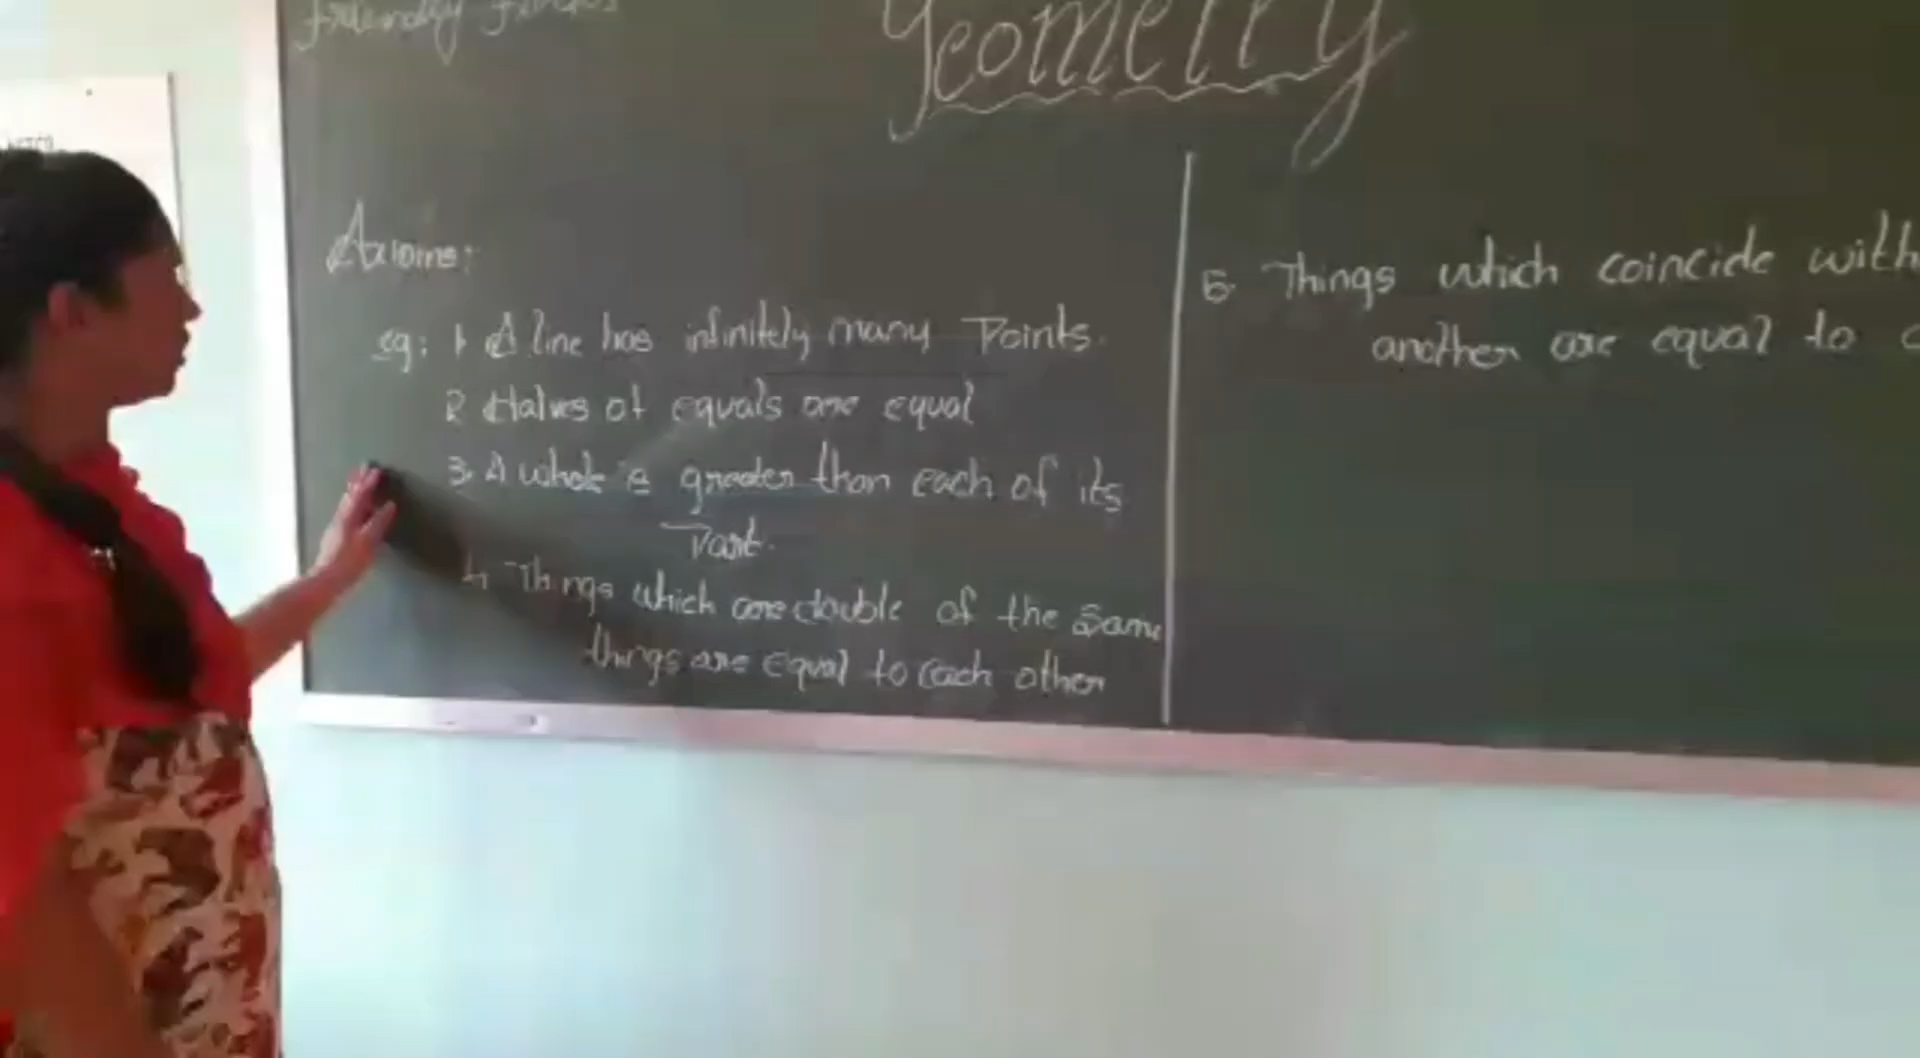 Geometry
Axioms:
eg: 1 A line has infinitely many Points.
2 Halves of equals are equal
3. A whole is greater than each of its
Part.
4. Things which are double of the same
things are equal to each other
5. Things which coincide with
another are equal to